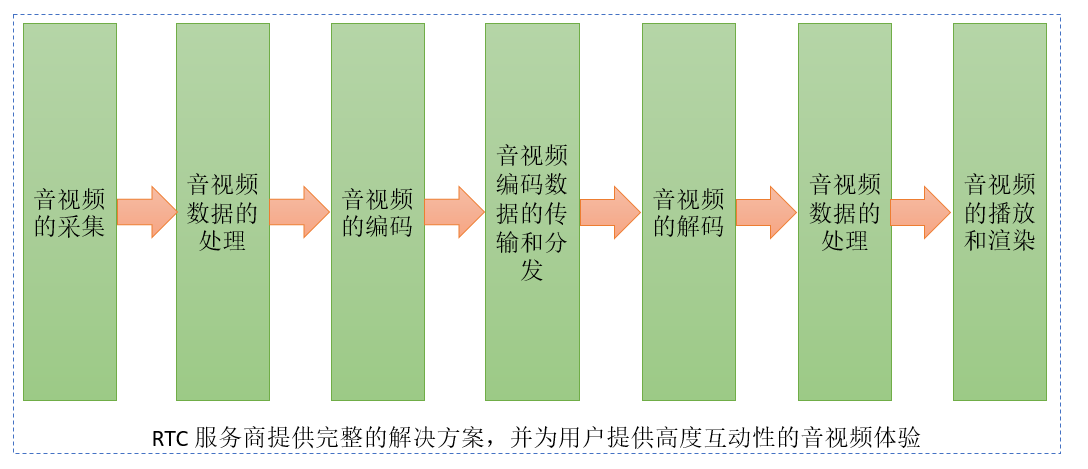 音视频
的采集
音视频
数据的
处理
音视频
的编码
音视频
编码数
据的传
输和分
发
音视频
的解码
音视频
数据的
处理
音视频
的播放
和渲染
RTC 服务商提供完整的解决方案，并为用户提供高度互动性的音视频体验